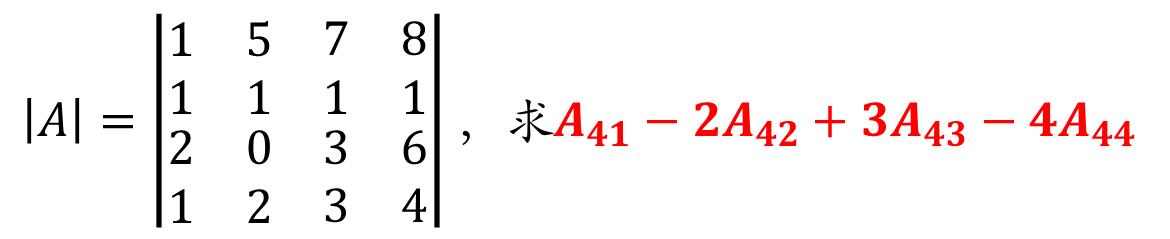 |A| = |1 5 7 8|
|1 1 1 1|
|2 0 3 6|
|1 2 3 4| , 求A₄₁ − 2A₄₂ + 3A₄₃ − 4A₄₄